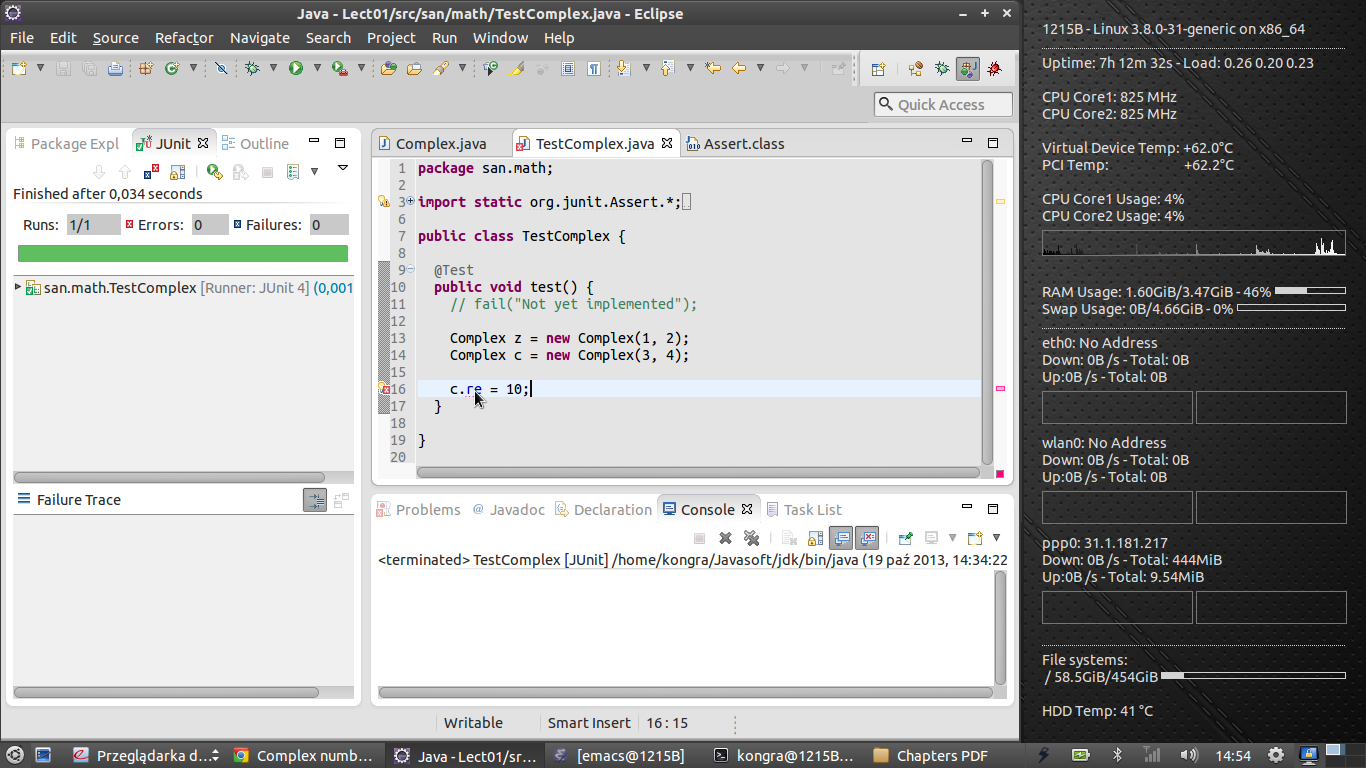 Java - Lect01/src/san/math/TestComplex.java - Eclipse
File Edit Source Refactor Navigate Search Project Run Window Help
Quick Access
Package Expl JUnit Outline
Finished after 0,034 seconds
Runs: 1/1 Errors: 0 Failures: 0
san.math.TestComplex [Runner: JUnit 4] (0,001
Failure Trace
Complex.java TestComplex.java Assert.class
1 package san.math;
2
3 import static org.junit.Assert.*;
6
7 public class TestComplex {
8
9 @Test
10 public void test() {
11 // fail("Not yet implemented");
12
13 Complex z = new Complex(1, 2);
14 Complex c = new Complex(3, 4);
15
16 c.re = 10;
17 }
18
19 }
20
Problems @ Javadoc Declaration Console Task List
<terminated> TestComplex [JUnit] /home/kongra/Javasoft/jdk/bin/java (19 paź 2013, 14:34:22
Writable Smart Insert 16 : 15
1215B - Linux 3.8.0-31-generic on x86_64
Uptime: 7h 12m 32s - Load: 0.26 0.20 0.23
CPU Core1: 825 MHz
CPU Core2: 825 MHz
Virtual Device Temp: +62.0°C
PCI Temp: +62.2°C
CPU Core1 Usage: 4%
CPU Core2 Usage: 4%
RAM Usage: 1.60GiB/3.47GiB - 46%
Swap Usage: 0B/4.66GiB - 0%
eth0: No Address
Down: 0B /s - Total: 0B
Up:0B /s - Total: 0B
wlan0: No Address
Down: 0B /s - Total: 0B
Up:0B /s - Total: 0B
ppp0: 31.1.181.217
Down: 0B /s - Total: 444MiB
Up:0B /s - Total: 9.54MiB
File systems:
/ 58.5GiB/454GiB
HDD Temp: 41 °C
Przeglądarka d... Complex numb... Java - Lect01/sr... [emacs@1215B] kongra@1215B... Chapters PDF 14:54